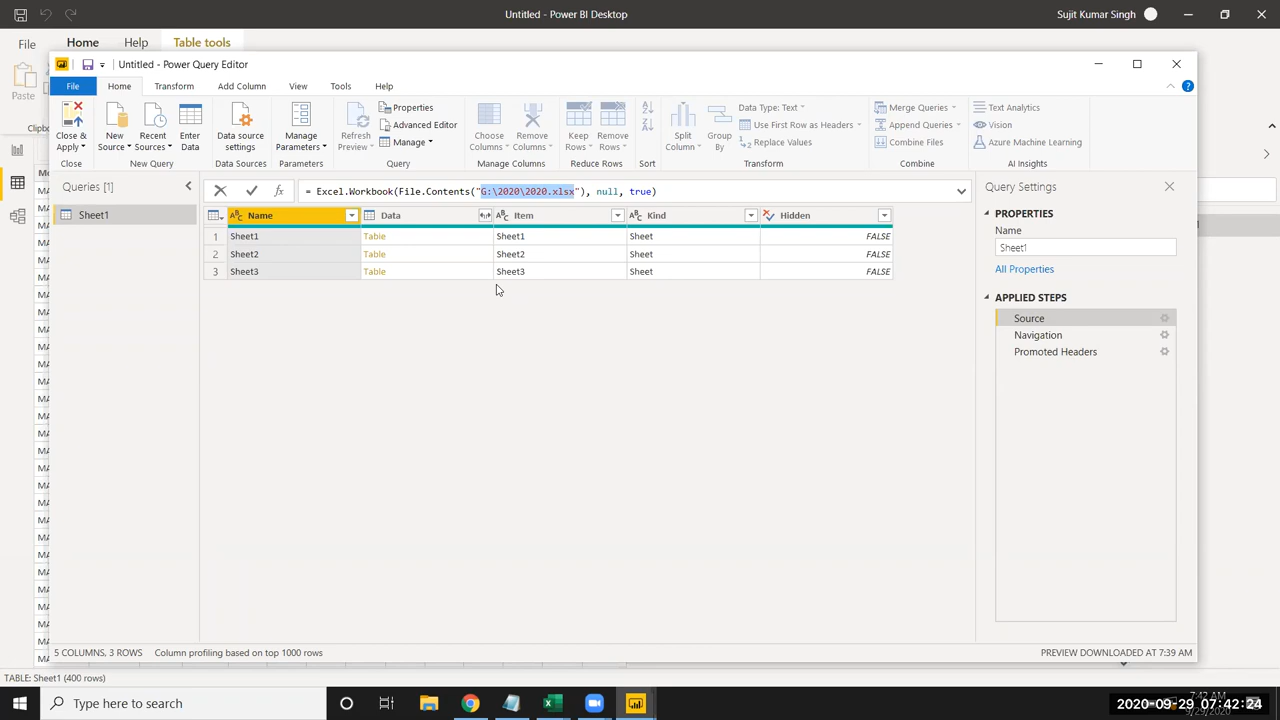 Untitled - Power BI Desktop
Sujit Kumar Singh
File Home Help Table tools
Untitled - Power Query Editor
File Home Transform Add Column View Tools Help
Paste
Clipb
Close & Apply
Close
New Source
Recent Sources
Enter Data
New Query
Data source settings
Data Sources
Manage Parameters
Parameters
Refresh Preview
Properties
Advanced Editor
Manage
Query
Choose Columns
Remove Columns
Manage Columns
Keep Rows
Remove Rows
Reduce Rows
Sort
Split Column
Group By
Data Type: Text
Use First Row as Headers
Replace Values
Transform
Merge Queries
Append Queries
Combine Files
Combine
Text Analytics
Vision
Azure Machine Learning
AI Insights
Queries [1]
Sheet1
= Excel.Workbook(File.Contents("G:\2020\2020.xlsx"), null, true)
Name Data Item Kind Hidden
1 Sheet1 Table Sheet1 Sheet FALSE
2 Sheet2 Table Sheet2 Sheet FALSE
3 Sheet3 Table Sheet3 Sheet FALSE
Query Settings
PROPERTIES
Name
Sheet1
All Properties
APPLIED STEPS
Source
Navigation
Promoted Headers
5 COLUMNS, 3 ROWS Column profiling based on top 1000 rows
PREVIEW DOWNLOADED AT 7:39 AM
TABLE: Sheet1 (400 rows)
Type here to search
2020-09-29 07:42:24